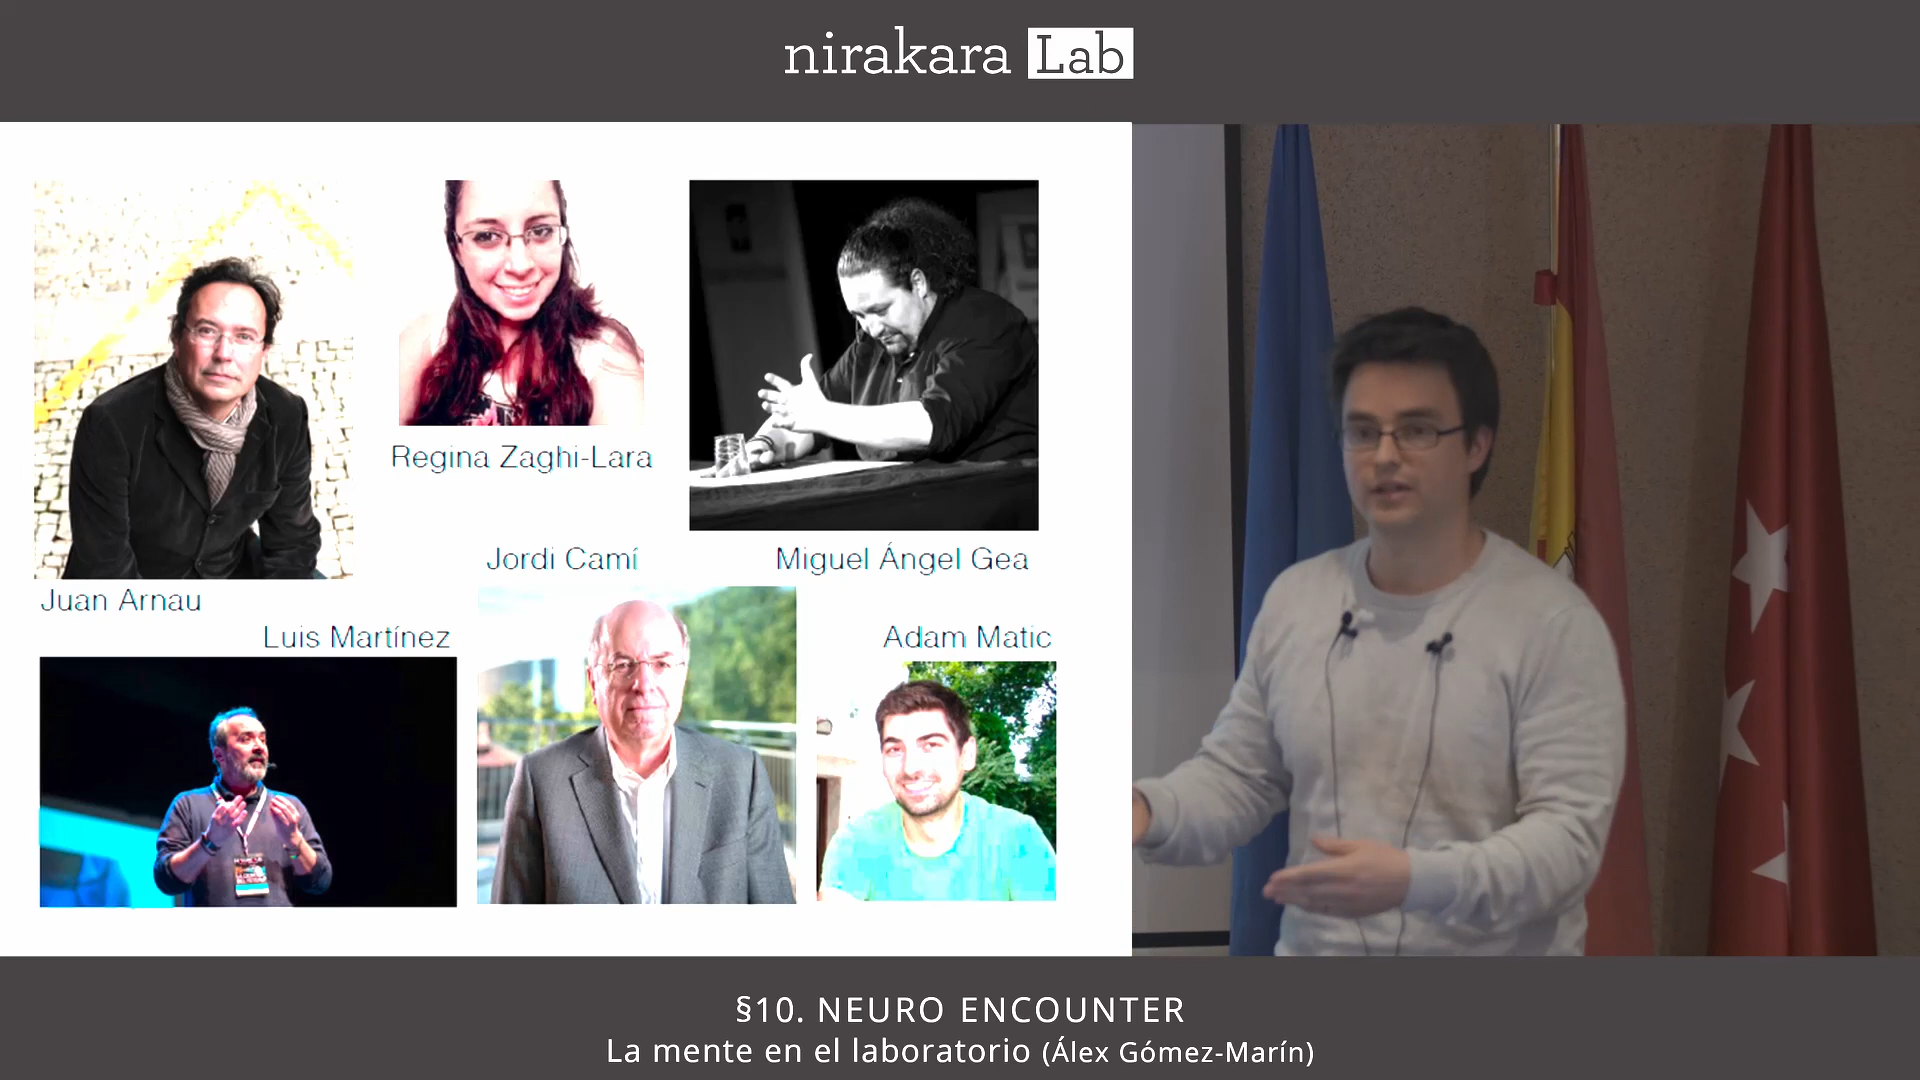 nirakara Lab
Regina Zaghi-Lara
Jordi Camí
Miguel Ángel Gea
Juan Arnau
Luis Martínez
Adam Matic
§10. NEURO ENCOUNTER
La mente en el laboratorio (Álex Gómez-Marín)